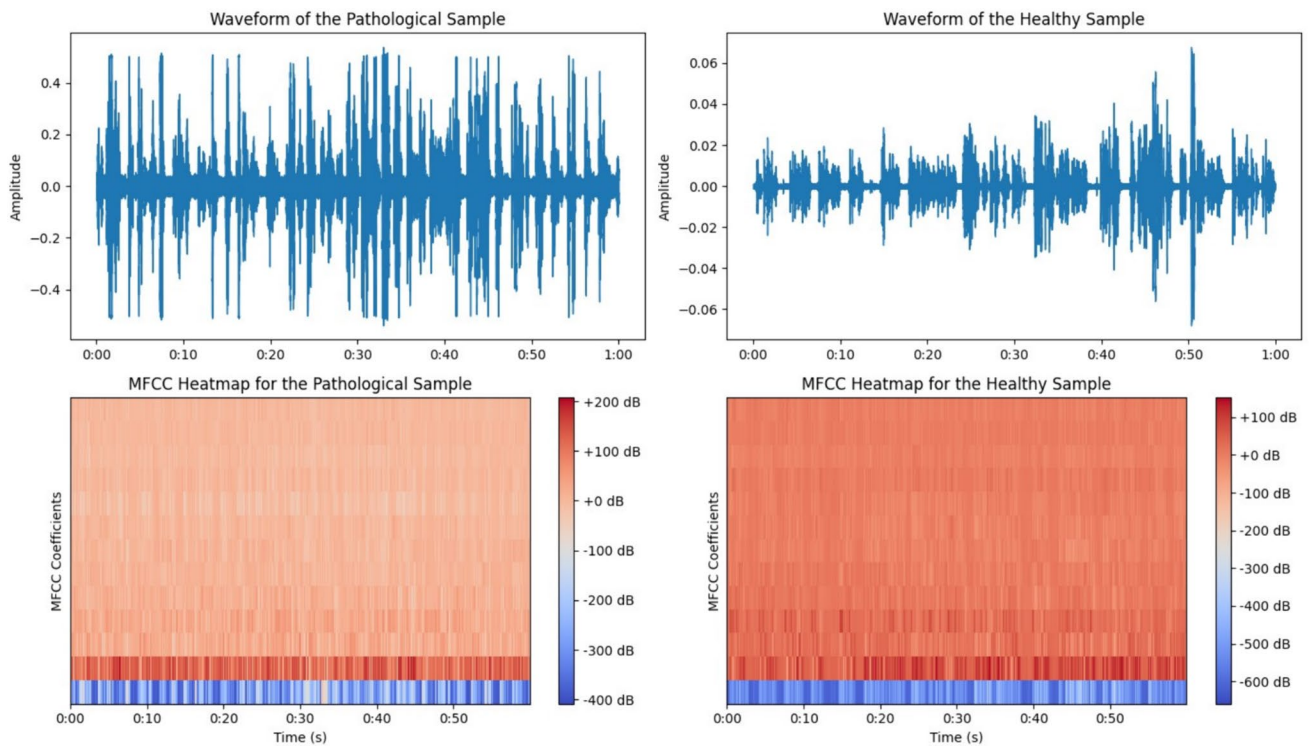 Waveform of the Pathological Sample
Amplitude
0.4
0.2
0.0
−0.2
−0.4
0:00 0:10 0:20 0:30 0:40 0:50 1:00
Waveform of the Healthy Sample
Amplitude
0.06
0.04
0.02
0.00
−0.02
−0.04
−0.06
0:00 0:10 0:20 0:30 0:40 0:50 1:00
MFCC Heatmap for the Pathological Sample
MFCC Coefficients
0:00 0:10 0:20 0:30 0:40 0:50
Time (s)
+200 dB
+100 dB
+0 dB
-100 dB
-200 dB
-300 dB
-400 dB
MFCC Heatmap for the Healthy Sample
MFCC Coefficients
0:00 0:10 0:20 0:30 0:40 0:50
Time (s)
+100 dB
+0 dB
-100 dB
-200 dB
-300 dB
-400 dB
-500 dB
-600 dB